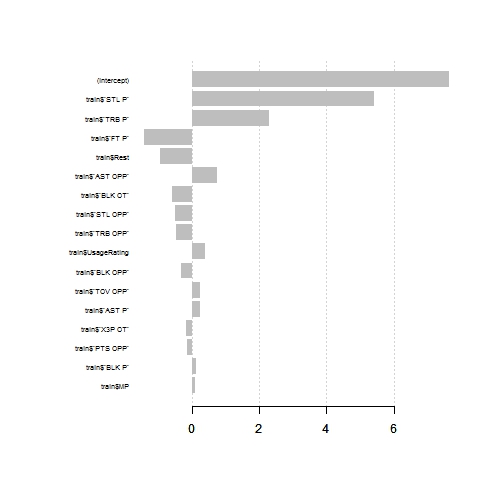 (Intercept)
train$`STL P`
train$`TRB P`
train$`FT P`
train$Rest
train$`AST OPP`
train$`BLK OT`
train$`STL OPP`
train$`TRB OPP`
train$UsageRating
train$`BLK OPP`
train$`TOV OPP`
train$`AST P`
train$`X3P OT`
train$`PTS OPP`
train$`BLK P`
train$MP
0 2 4 6